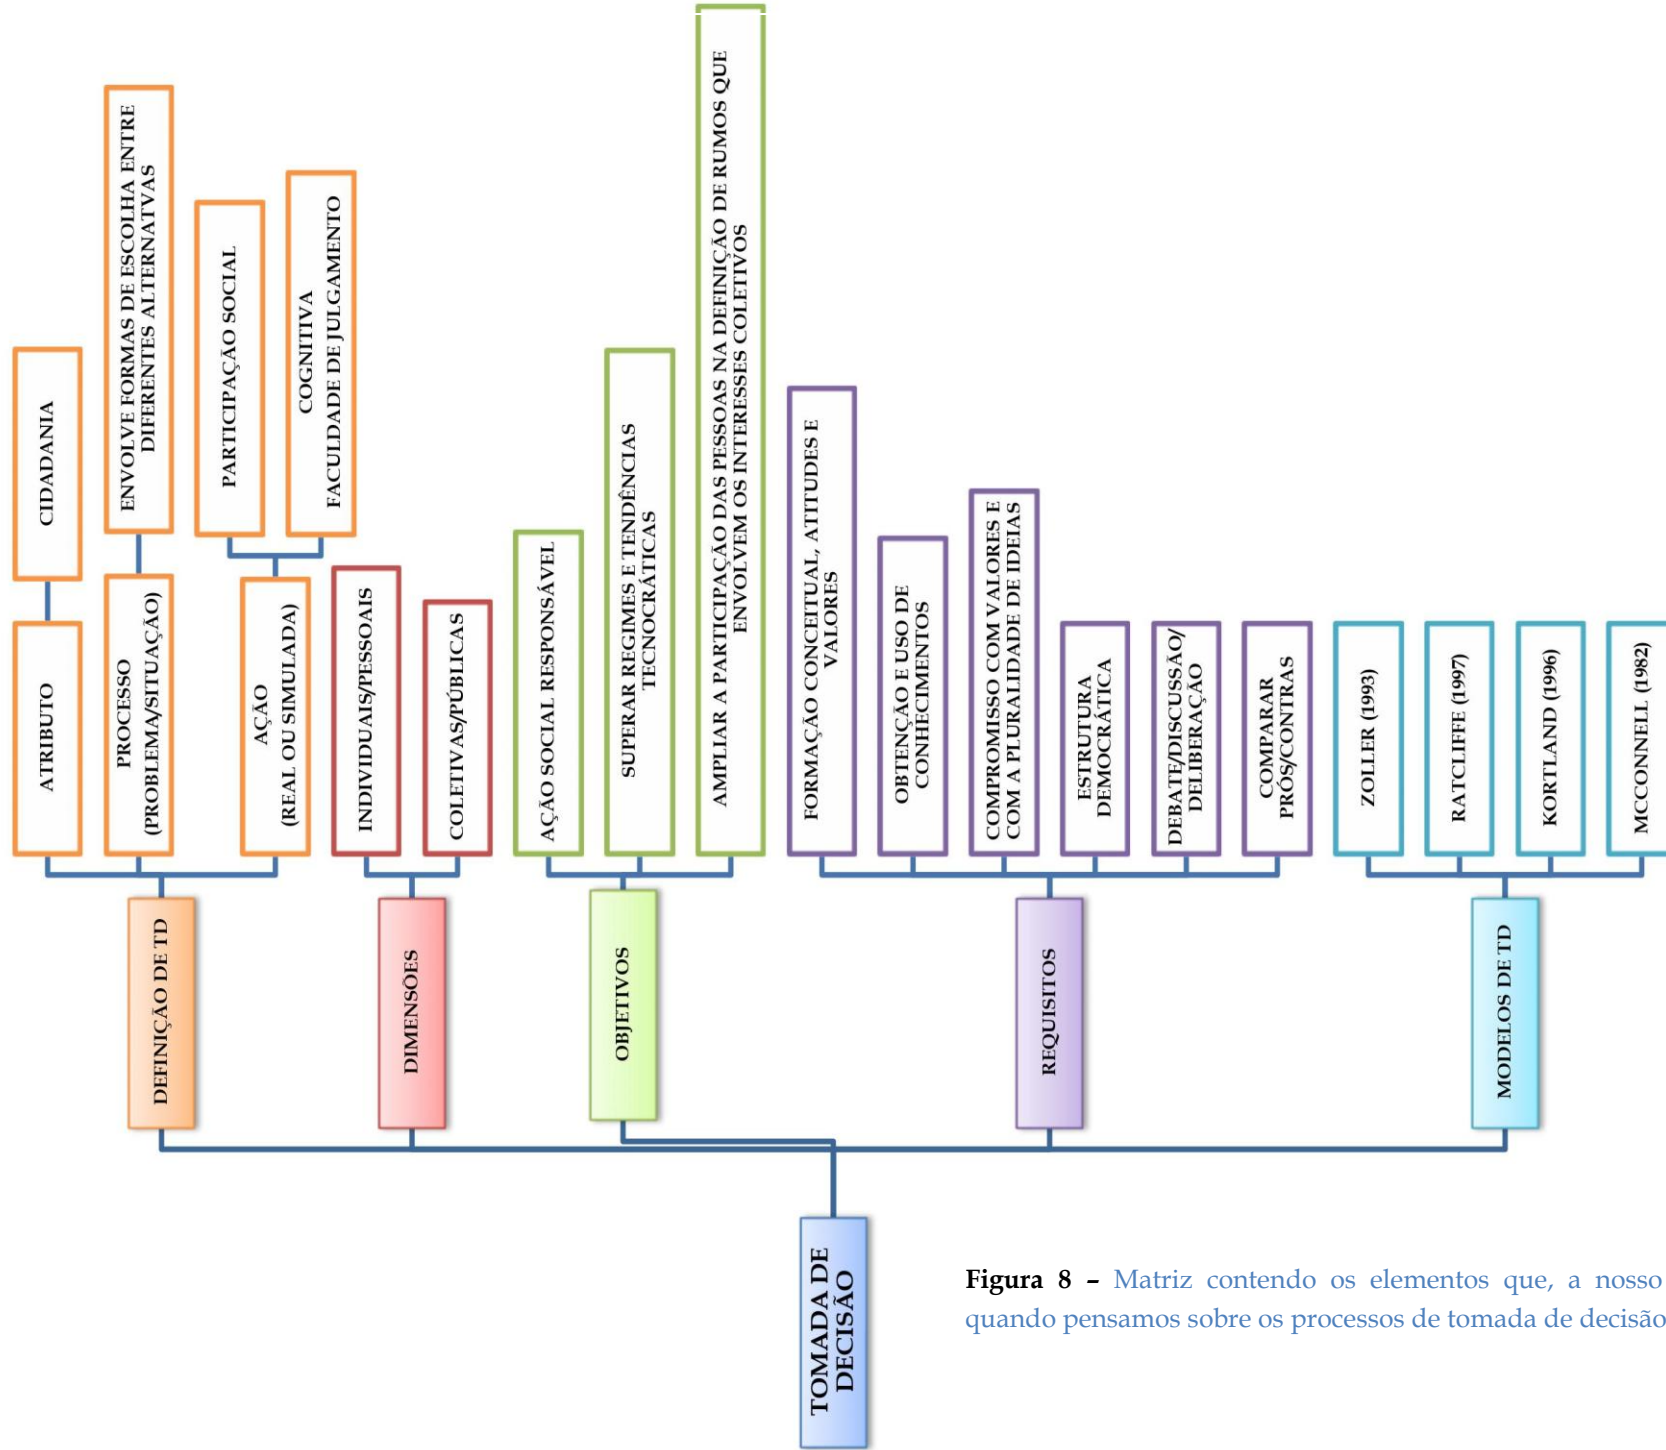 TOMADA DE
DECISÃO
DEFINIÇÃO DE TD
ATRIBUTO
CIDADANIA
PROCESSO
(PROBLEMA/SITUAÇÃO)
ENVOLVE FORMAS DE ESCOLHA ENTRE
DIFERENTES ALTERNATVAS
AÇÃO
(REAL OU SIMULADA)
PARTICIPAÇÃO SOCIAL
COGNITIVA
FACULDADE DE JULGAMENTO
DIMENSÕES
INDIVIDUAIS/PESSOAIS
COLETIVAS/PÚBLICAS
OBJETIVOS
AÇÃO SOCIAL RESPONSÁVEL
SUPERAR REGIMES E TENDÊNCIAS
TECNOCRÁTICAS
AMPLIAR A PARTICIPAÇÃO DAS PESSOAS NA DEFINIÇÃO DE RUMOS QUE
ENVOLVEM OS INTERESSES COLETIVOS
REQUISITOS
FORMAÇÃO CONCEITUAL, ATITUDES E
VALORES
OBTENÇÃO E USO DE
CONHECIMENTOS
COMPROMISSO COM VALORES E
COM A PLURALIDADE DE IDEIAS
ESTRUTURA
DEMOCRÁTICA
DEBATE/DISCUSSÃO/
DELIBERAÇÃO
COMPARAR
PRÓS/CONTRAS
MODELOS DE TD
ZOLLER (1993)
RATCLIFFE (1997)
KORTLAND (1996)
MCCONNELL (1982)
Figura 8 – Matriz contendo os elementos que, a nosso
quando pensamos sobre os processos de tomada de decisão